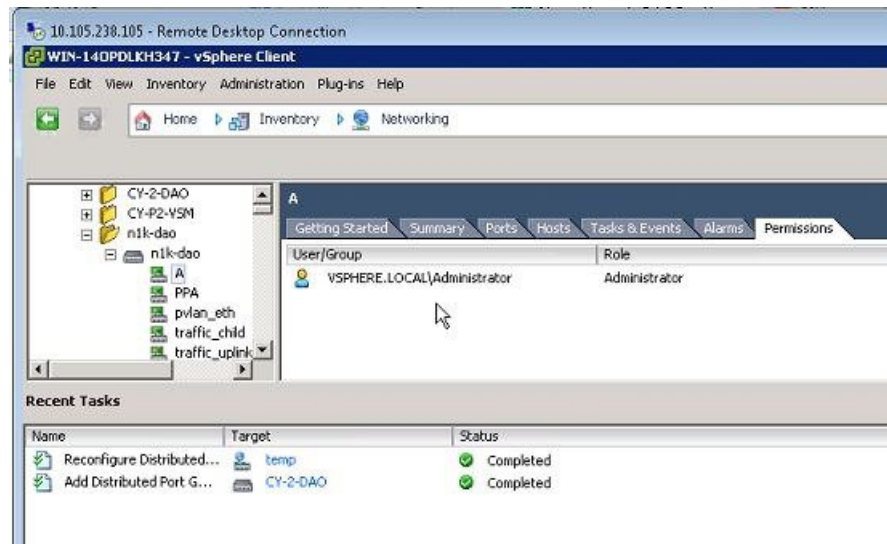 10.105.238.105 - Remote Desktop Connection
WIN-14OPDLKH347 - vSphere Client
File Edit View Inventory Administration Plug-ins Help
Home Inventory Networking
CY-2-DAO
CY-P2-VSM
n1k-dao
n1k-dao
A
PPA
pvlan_eth
traffic_child
traffic_uplink
A
Getting Started Summary Ports Hosts Tasks & Events Alarms Permissions
User/Group Role
VSPHERE.LOCAL\Administrator Administrator
Recent Tasks
Name Target Status
Reconfigure Distributed... temp Completed
Add Distributed Port G... CY-2-DAO Completed